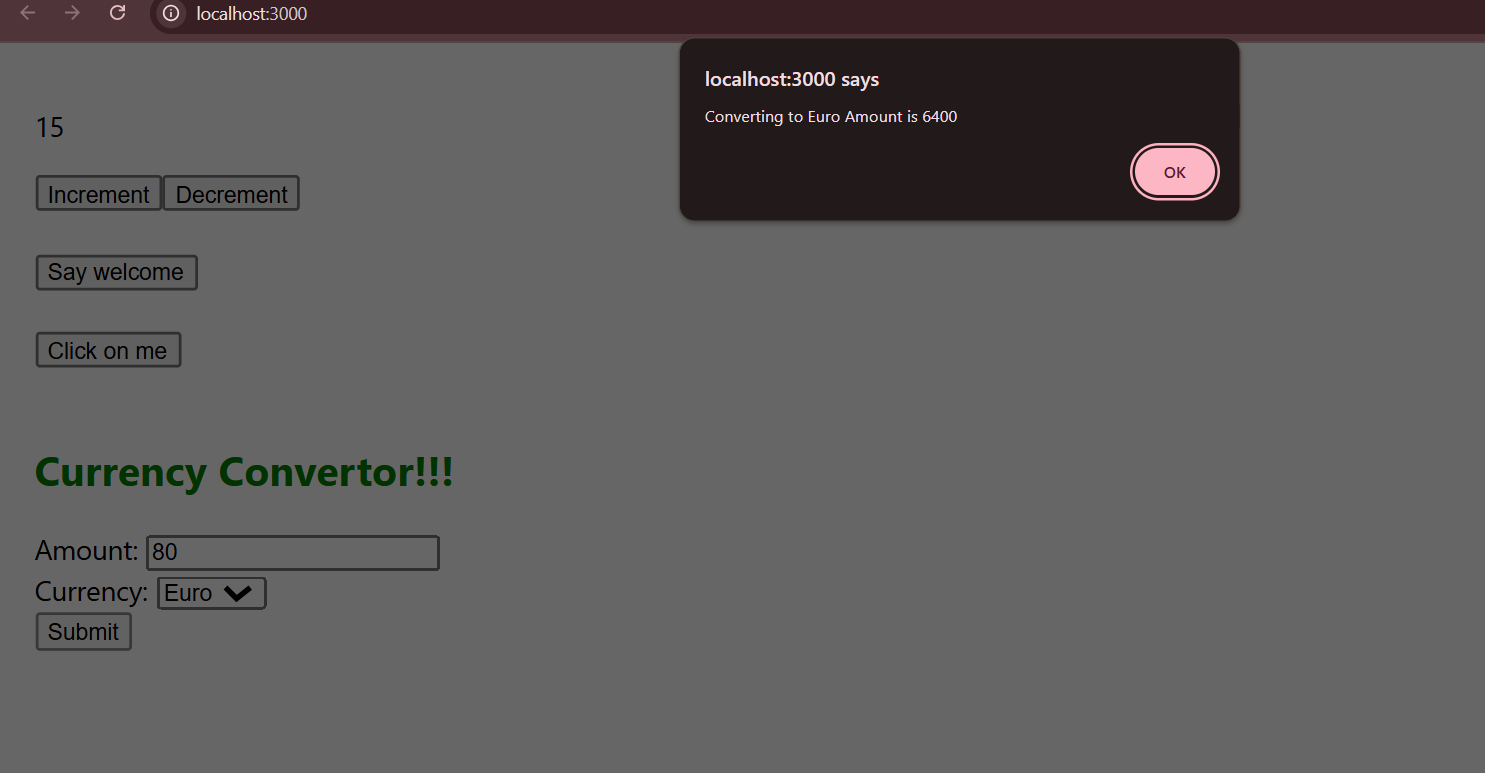 localhost:3000
localhost:3000 says
Converting to Euro Amount is 6400
OK
15
Increment Decrement
Say welcome
Click on me
Currency Convertor!!!
Amount: 80
Currency: Euro
Submit